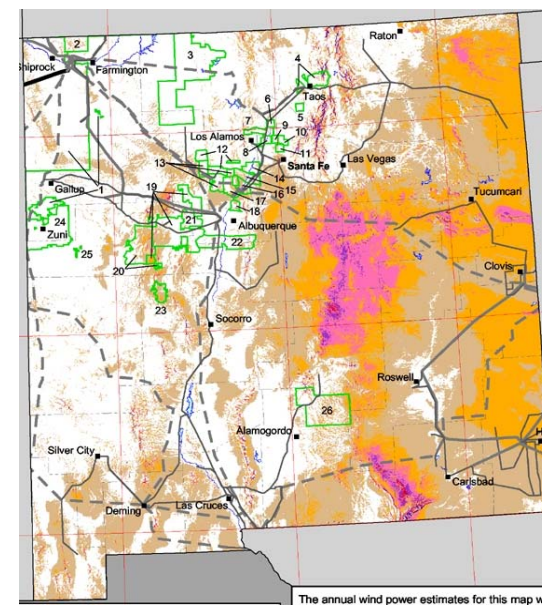 Raton
2
3
Shiprock
Farmington
4
Taos
5
6
7
9
Los Alamos
10
12
8
11
13
Santa Fe
Las Vegas
14
15
16
Gallup
1
19
17
Tucumcari
18
21
24
Albuquerque
Zuni
22
25
20
Clovis
23
Socorro
Roswell
26
Alamogordo
H
Silver City
Carsbad
Deming
Las Cruces
The annual wind power estimates for this map w